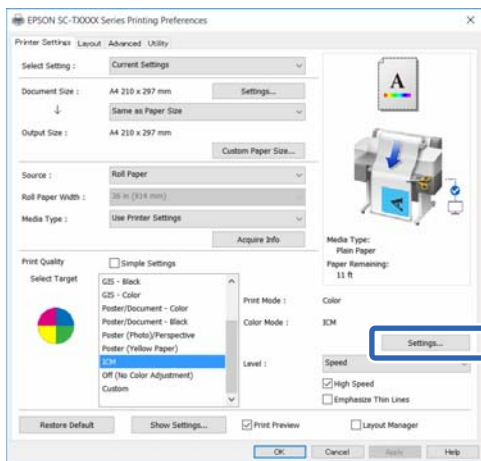 EPSON SC-TXXXX Series Printing Preferences
Printer Settings Layout Advanced Utility
Select Setting : Current Settings
Document Size : A4 210 x 297 mm Settings...
Same as Paper Size
Output Size : A4 210 x 297 mm
Custom Paper Size...
Source : Roll Paper
Roll Paper Width : 36 in (914 mm)
Media Type : Use Printer Settings
Acquire Info
A
Media Type:
Plain Paper
Paper Remaining:
11 ft
Print Quality Simple Settings
Select Target
GIS - Black
GIS - Color
Poster/Document - Color
Poster/Document - Black
Poster (Photo)/Perspective
Poster (Yellow Paper)
ICM
Off (No Color Adjustment)
Custom
Print Mode : Color
Color Mode : ICM
Settings...
Level : Speed
High Speed
Emphasize Thin Lines
Restore Default Show Settings... Print Preview Layout Manager
OK Cancel Apply Help